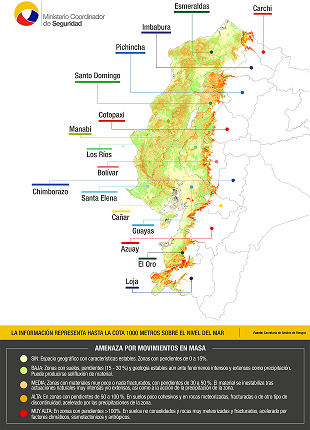 Ministerio Coordinador
de Seguridad
Esmeraldas
Carchi
Imbabura
Pichincha
Santo Domingo
Cotopaxi
Manabí
Los Ríos
Bolívar
Chimborazo
Santa Elena
Cañar
Guayas
Azuay
El Oro
Loja
LA INFORMACIÓN REPRESENTA HASTA LA COTA 1000 METROS SOBRE EL NIVEL DEL MAR
Fuente: Secretaría de Gestión de Riesgos
AMENAZA POR MOVIMIENTOS EN MASA
SIN: Espacio geográfico con características estables. Zonas con pendientes de 0 a 15%.
BAJA: Zonas con suelos, pendientes (15 - 30 %) y geología estables aún ante fenómenos intensos y extensos como precipitación.
Puede producirse solifluxión de material.
MEDIA: Zonas con materiales muy poco o nada fracturados, con pendientes de 30 a 50 %. El material se inestabiliza tras
actuaciones naturales muy intensas y/o extensas, así como a la acción de la precipitación de la zona.
ALTA: En zonas con pendientes de 50 a 100 %. En suelos poco cohesivos y en rocas meteorizadas, fracturadas o de otro tipo de
discontinuidad, acelerado por las precipitaciones de la zona.
MUY ALTA: En zonas con pendientes >100%. En suelos no consolidados y rocas muy meteorizadas y fracturadas, acelerado por
factores climáticos, sismotectónicos y antrópicos.